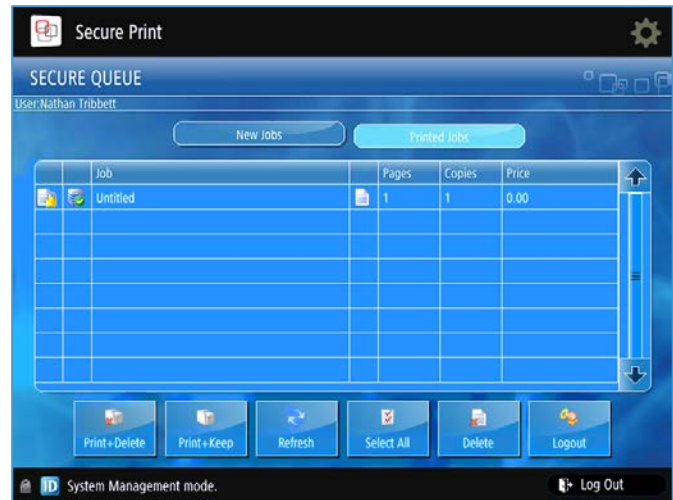 Secure Print
SECURE QUEUE
User:Nathan Tribbett
New Jobs Printed Jobs
Job Pages Copies Price
Untitled 1 1 0.00
Print+Delete Print+Keep Refresh Select All Delete Logout
ID System Management mode. Log Out